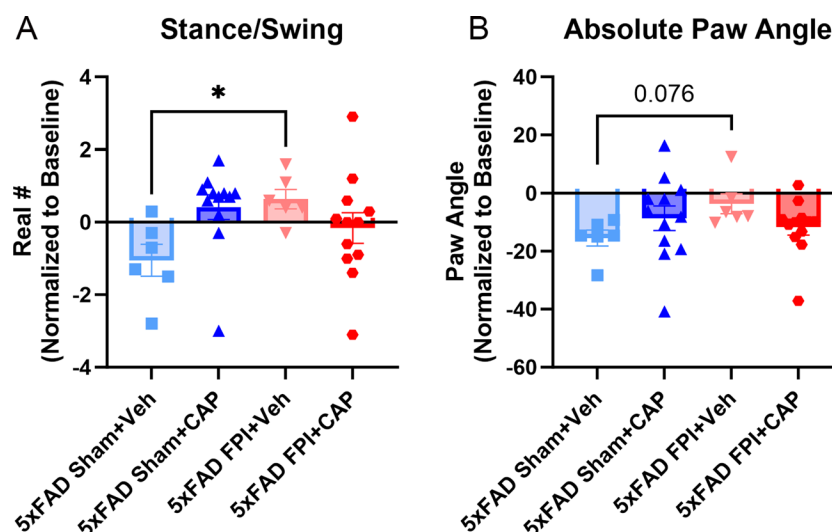 A
Stance/Swing
Real #
(Normalized to Baseline)
4
2
0
-2
-4
*
5xFAD Sham+Veh
5xFAD Sham+CAP
5xFAD FPI+Veh
5xFAD FPI+CAP
B
Absolute Paw Angle
Paw Angle
(Normalized to Baseline)
40
20
0
-20
-40
-60
0.076
5xFAD Sham+Veh
5xFAD Sham+CAP
5xFAD FPI+Veh
5xFAD FPI+CAP